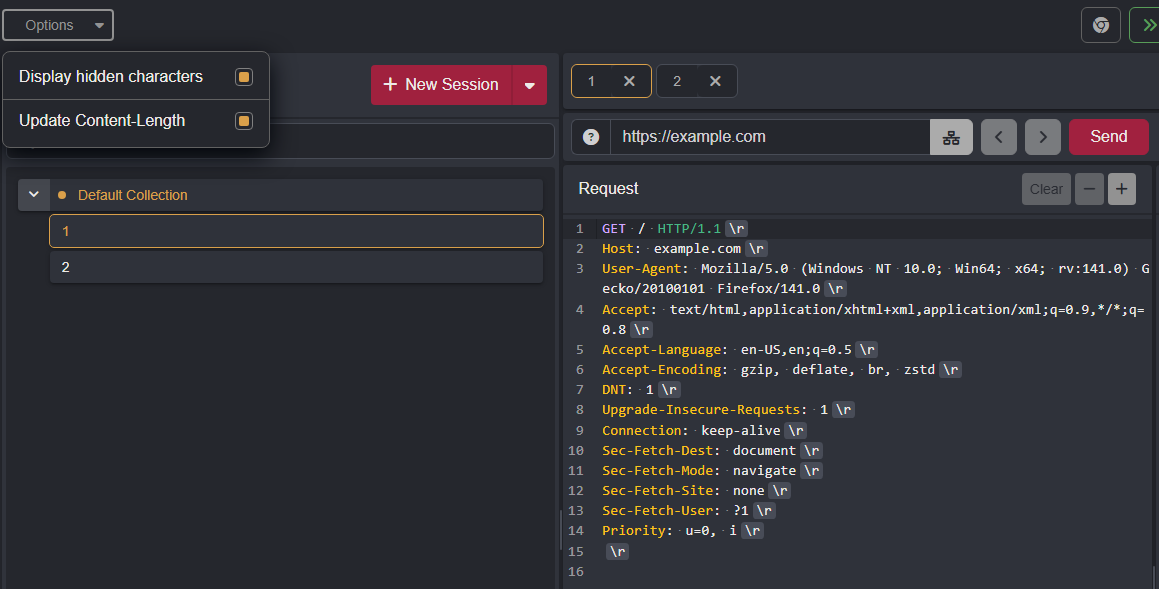 Options
Display hidden characters
Update Content-Length
New Session
Default Collection
1
2
1
2
https://example.com
Send
Request
Clear
1 GET / HTTP/1.1 \r
2 Host: example.com \r
3 User-Agent: Mozilla/5.0 (Windows NT 10.0; Win64; x64; rv:141.0) G
ecko/20100101 Firefox/141.0 \r
4 Accept: text/html,application/xhtml+xml,application/xml;q=0.9,*/*;q=
0.8 \r
5 Accept-Language: en-US,en;q=0.5 \r
6 Accept-Encoding: gzip, deflate, br, zstd \r
7 DNT: 1 \r
8 Upgrade-Insecure-Requests: 1 \r
9 Connection: keep-alive \r
10 Sec-Fetch-Dest: document \r
11 Sec-Fetch-Mode: navigate \r
12 Sec-Fetch-Site: none \r
13 Sec-Fetch-User: ?1 \r
14 Priority: u=0, i \r
15 \r
16